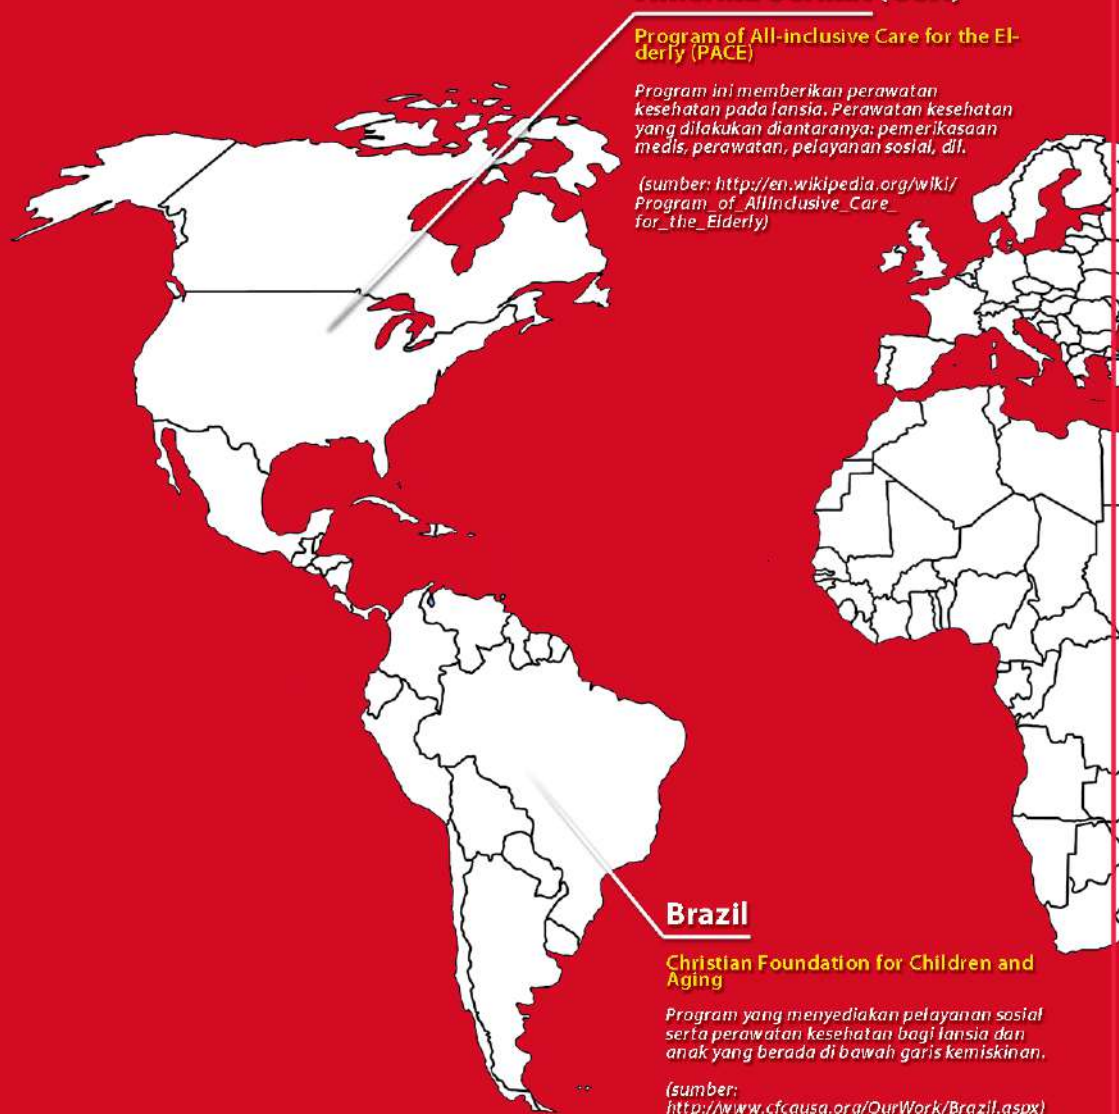 Program of All-inclusive Care for the El-
derly (PACE)
Program ini memberikan perawatan
kesehatan pada lansia. Perawatan kesehatan
yang dilakukan diantaranya: pemerikasaan
medis, perawatan, pelayanan sosial, dll.
(sumber: http://en.wikipedia.org/wiki/
Program_of_AllInclusive_Care_
for_the_Elderly)
Brazil
Christian Foundation for Children and
Aging
Program yang menyediakan pelayanan sosial
serta perawatan kesehatan bagi lansia dan
anak yang berada di bawah garis kemiskinan.
(sumber:
http://www.cfcausa.org/OurWork/Brazil.aspx)